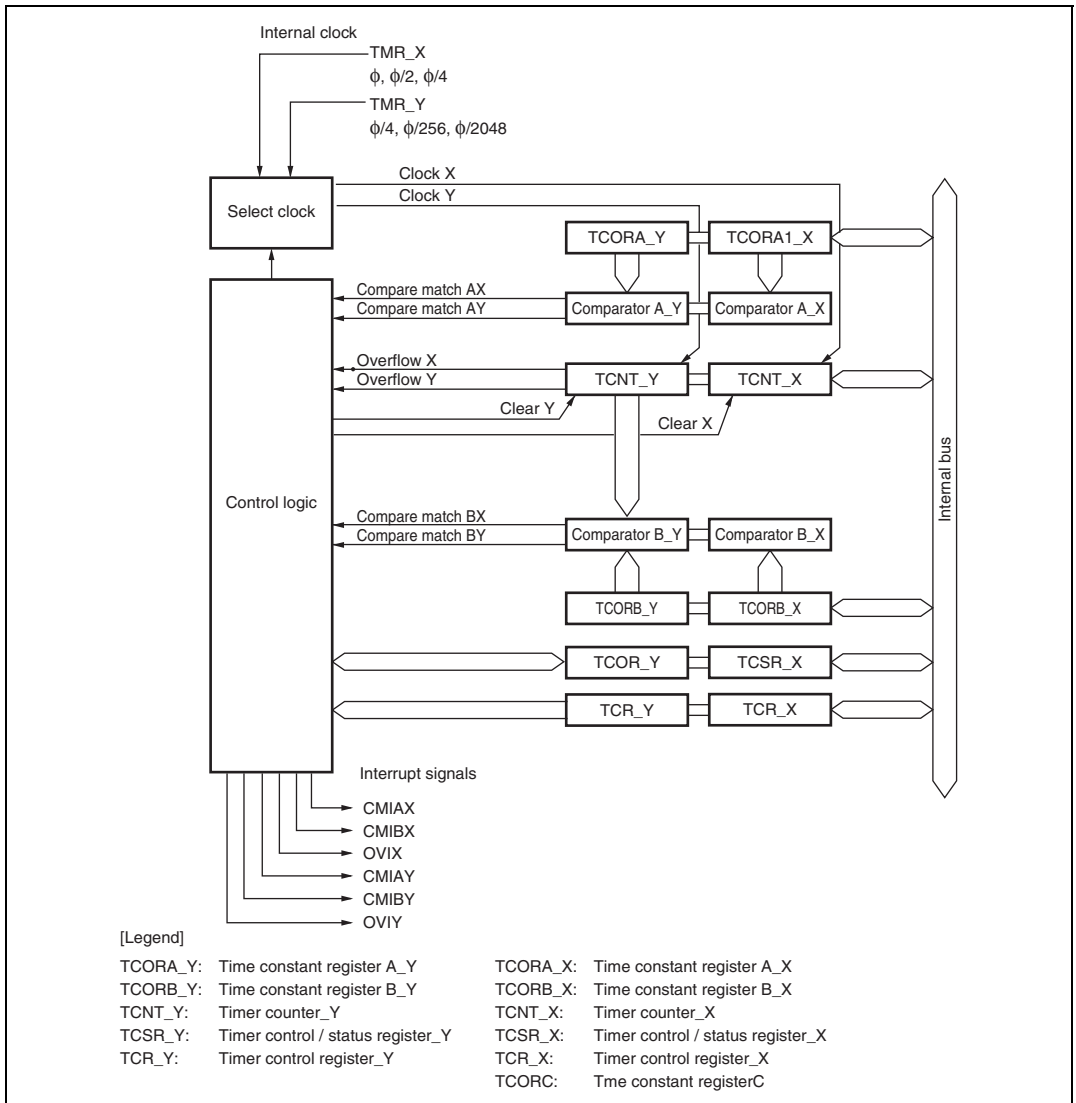 Internal clock
TMR_X
ϕ, ϕ/2, ϕ/4
TMR_Y
ϕ/4, ϕ/256, ϕ/2048
Clock X
Clock Y
Select clock
TCORA_Y
TCORA1_X
Compare match AX
Compare match AY
Comparator A_Y
Comparator A_X
Overflow X
Overflow Y
TCNT_Y
TCNT_X
Clear Y
Clear X
Control logic
Internal bus
Compare match BX
Compare match BY
Comparator B_Y
Comparator B_X
TCORB_Y
TCORB_X
TCOR_Y
TCSR_X
TCR_Y
TCR_X
Interrupt signals
CMIAX
CMIBX
OVIX
CMIAY
CMIBY
OVIY
[Legend]
TCORA_Y: Time constant register A_Y
TCORB_Y: Time constant register B_Y
TCNT_Y: Timer counter_Y
TCSR_Y: Timer control / status register_Y
TCR_Y: Timer control register_Y
TCORA_X: Time constant register A_X
TCORB_X: Time constant register B_X
TCNT_X: Timer counter_X
TCSR_X: Timer control / status register_X
TCR_X: Timer control register_X
TCORC: Tme constant registerC